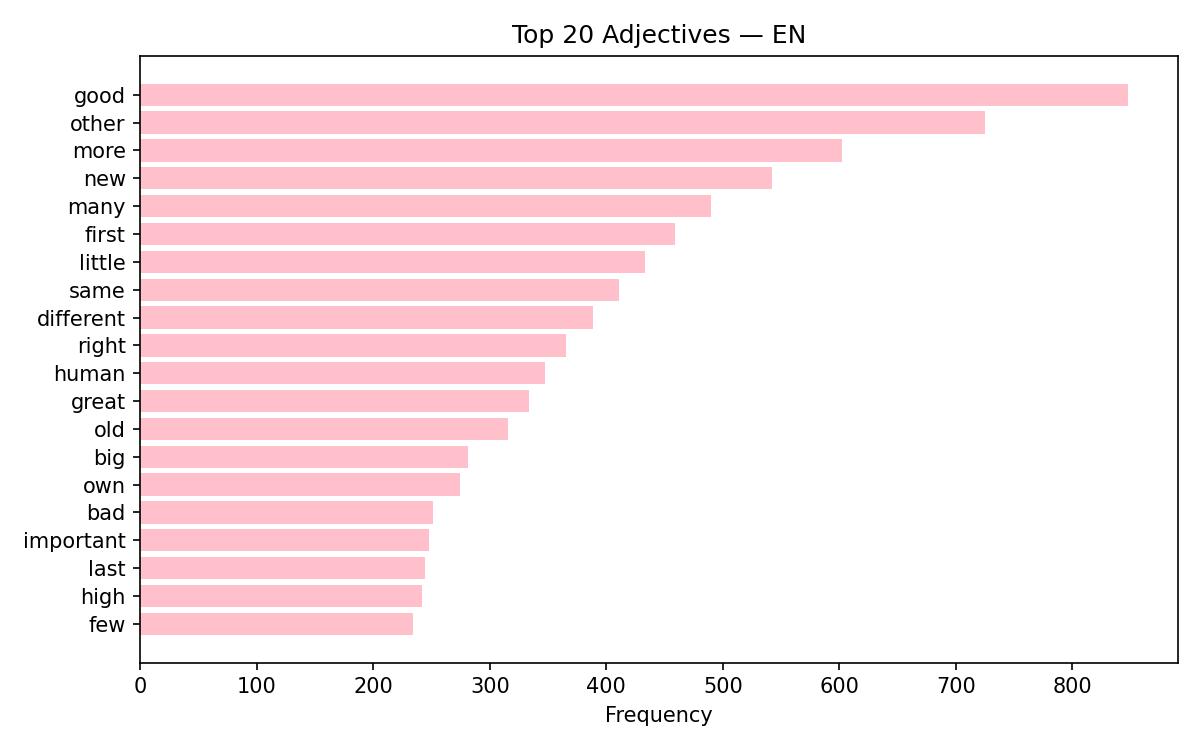 Top 20 Adjectives — EN
good
other
more
new
many
first
little
same
different
right
human
great
old
big
own
bad
important
last
high
few
0 100 200 300 400 500 600 700 800
Frequency